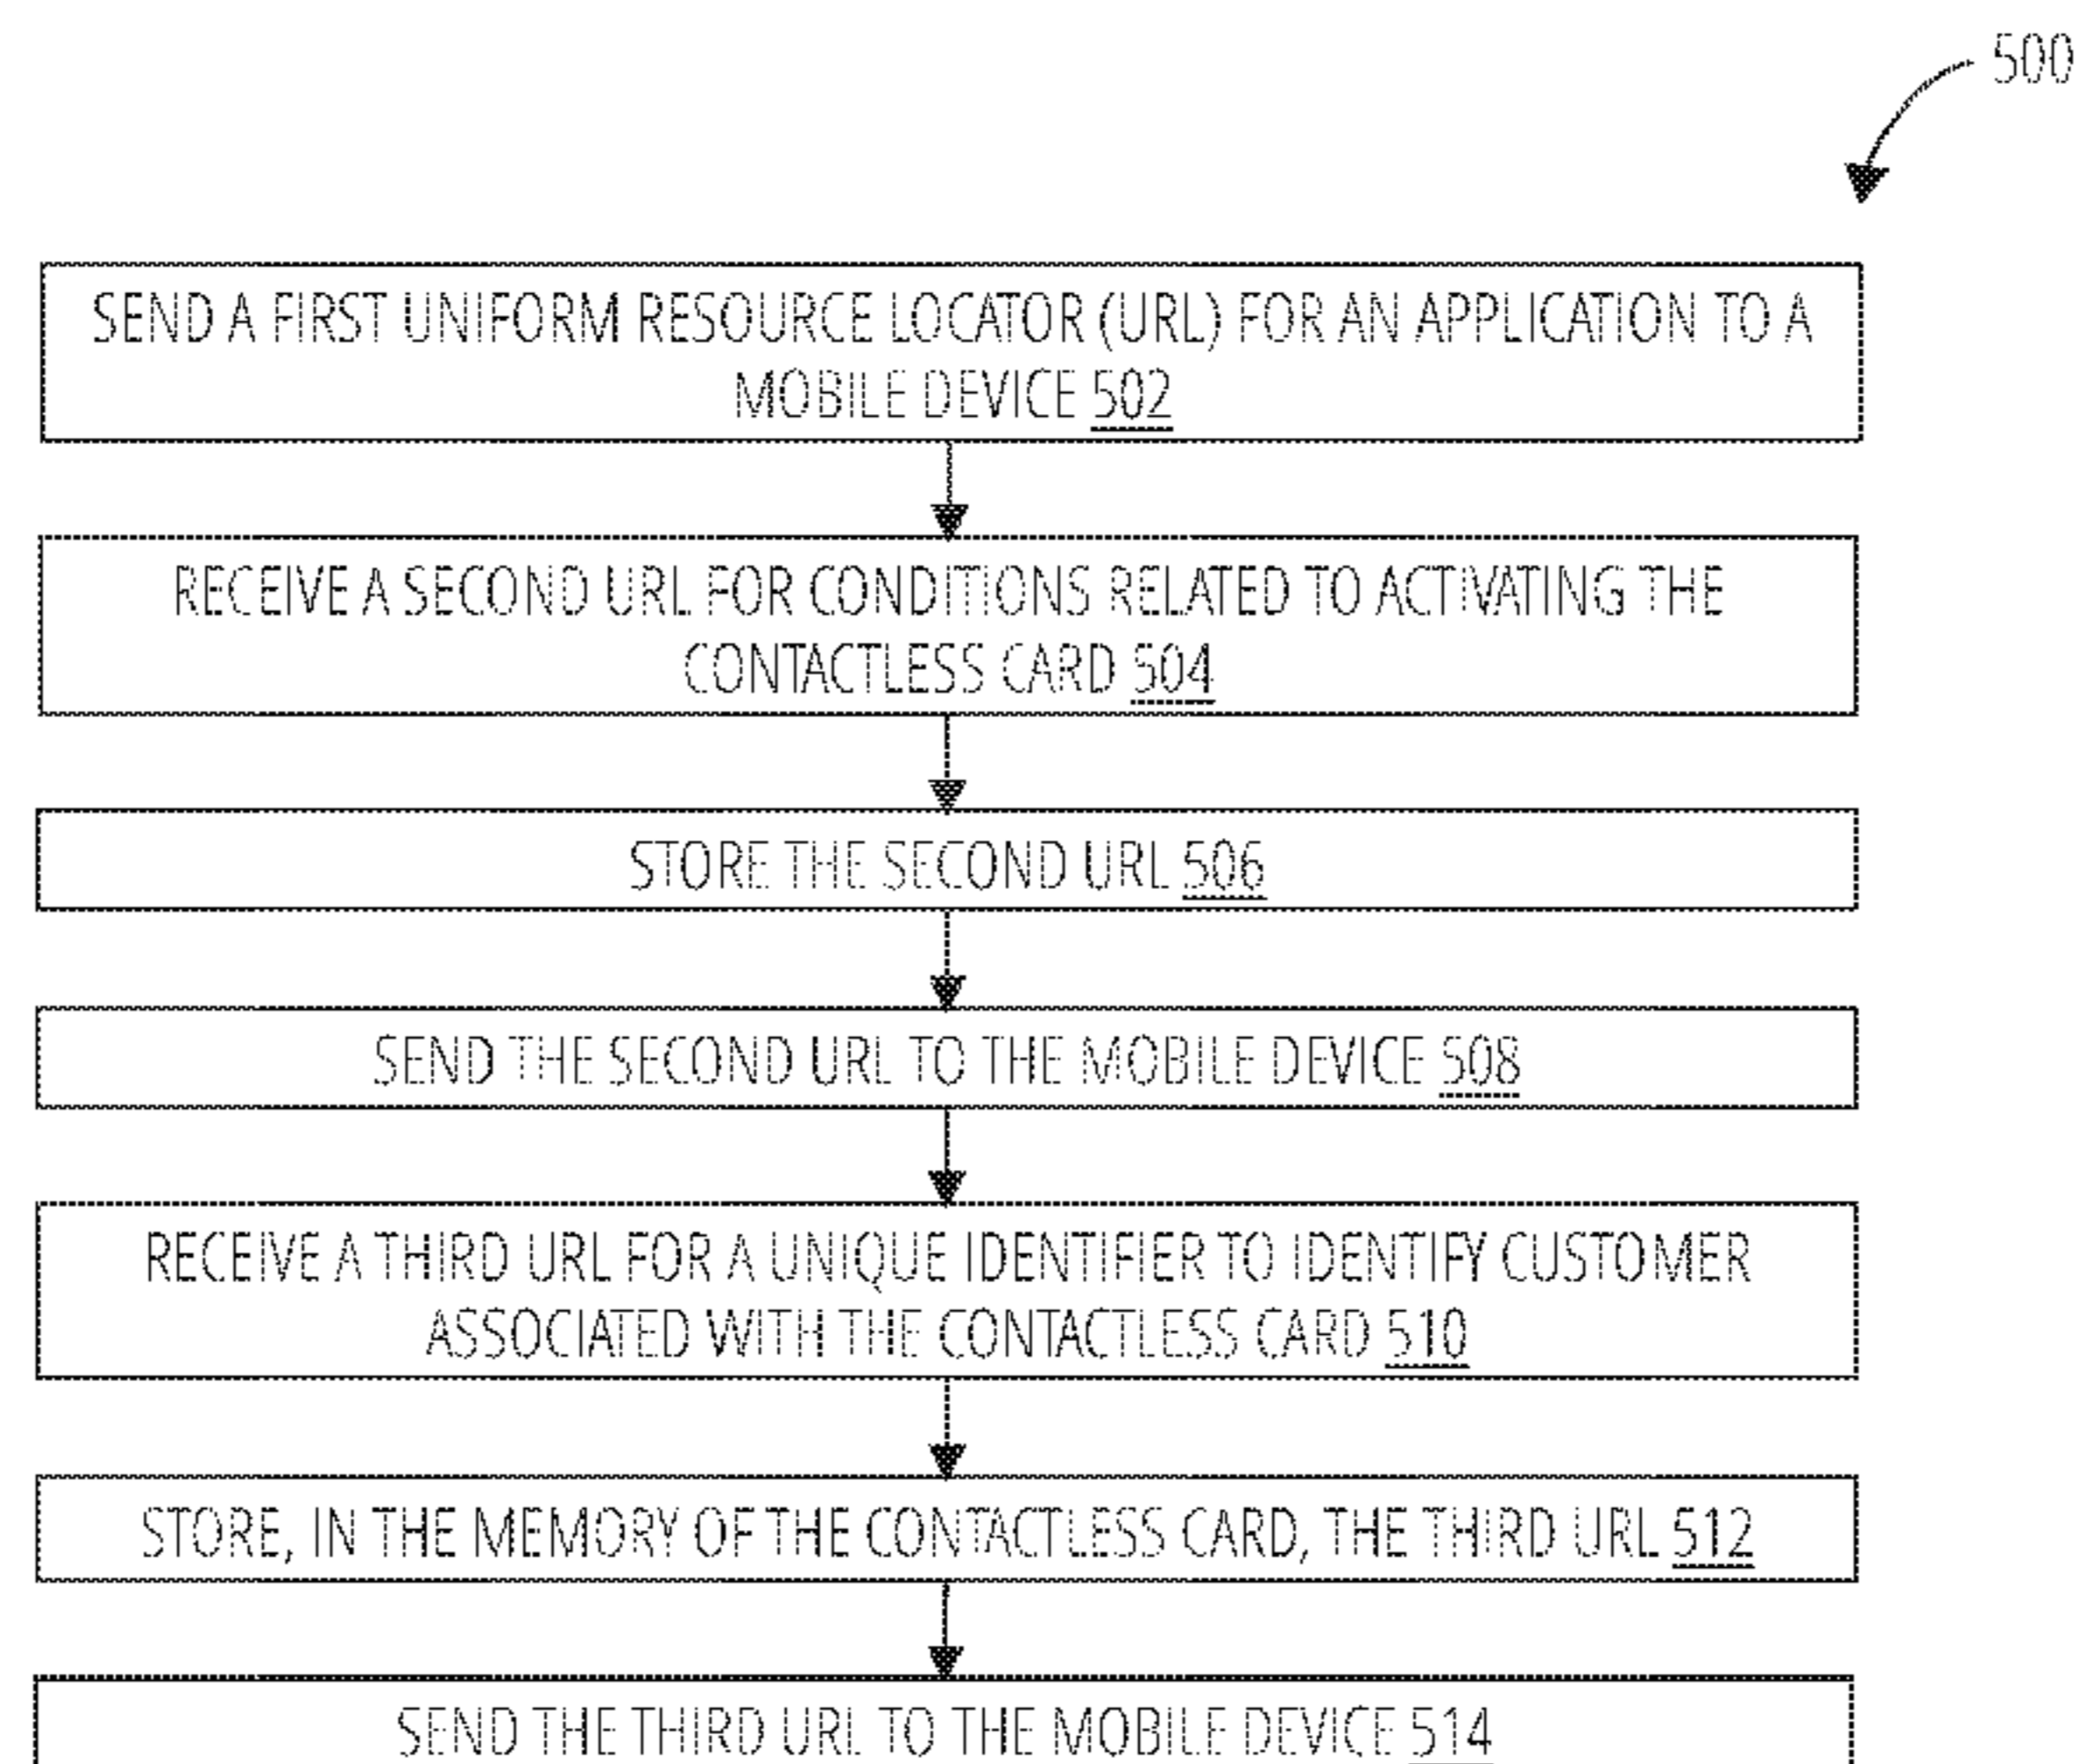 500
SEND A FIRST UNIFORM RESOURCE LOCATOR (URL) FOR AN APPLICATION TO A
MOBILE DEVICE 502
RECEIVE A SECOND URL FOR CONDITIONS RELATED TO ACTIVATING THE
CONTACTLESS CARD 504
STORE THE SECOND URL 506
SEND THE SECOND URL TO THE MOBILE DEVICE 508
RECEIVE A THIRD URL FOR A UNIQUE IDENTIFIER TO IDENTIFY CUSTOMER
ASSOCIATED WITH THE CONTACTLESS CARD 510
STORE, IN THE MEMORY OF THE CONTACTLESS CARD, THE THIRD URL 512
SEND THE THIRD URL TO THE MOBILE DEVICE 514